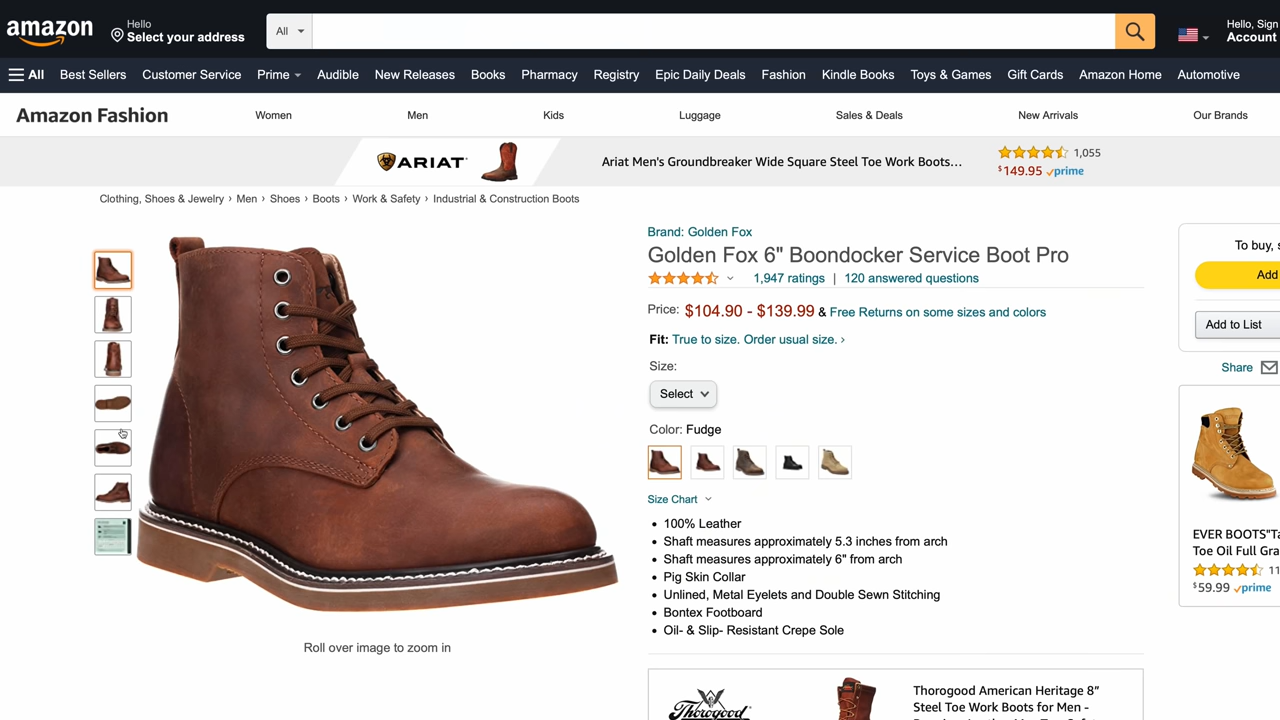 amazon
Hello
Select your address
All
Hello, Sign
Account
All
Best Sellers
Customer Service
Prime
Audible
New Releases
Books
Pharmacy
Registry
Epic Daily Deals
Fashion
Kindle Books
Toys & Games
Gift Cards
Amazon Home
Automotive
Amazon Fashion
Women
Men
Kids
Luggage
Sales & Deals
New Arrivals
Our Brands
ARIAT
Ariat Men's Groundbreaker Wide Square Steel Toe Work Boots…
1,055
$149.95 prime
Clothing, Shoes & Jewelry › Men › Shoes › Boots › Work & Safety › Industrial & Construction Boots
Brand: Golden Fox
Golden Fox 6" Boondocker Service Boot Pro
1,947 ratings | 120 answered questions
Price: $104.90 - $139.99 & Free Returns on some sizes and colors
Fit: True to size. Order usual size. ›
Size:
Select
Color: Fudge
Size Chart
• 100% Leather
• Shaft measures approximately 5.3 inches from arch
• Shaft measures approximately 6" from arch
• Pig Skin Collar
• Unlined, Metal Eyelets and Double Sewn Stitching
• Bontex Footboard
• Oil- & Slip- Resistant Crepe Sole
Roll over image to zoom in
Thorogood
Thorogood American Heritage 8”
Steel Toe Work Boots for Men -
To buy, s
Add
Add to List
Share
EVER BOOTS"Ta
Toe Oil Full Gra
11
$59.99 prime